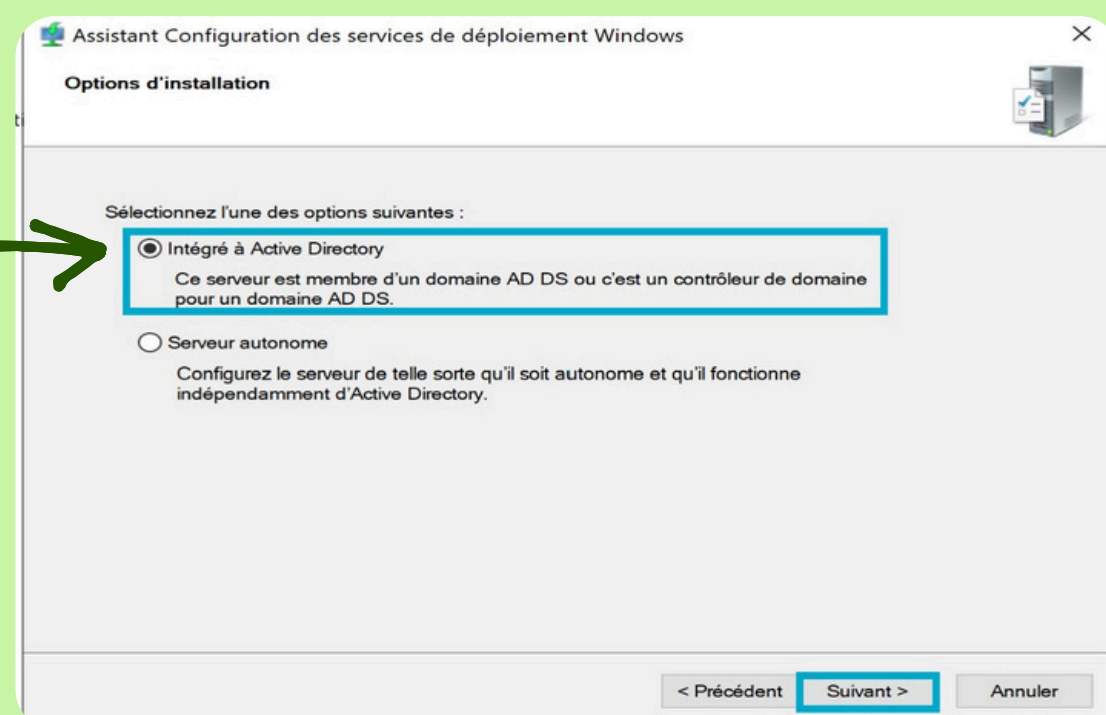 Assistant Configuration des services de déploiement Windows
Options d'installation
Sélectionnez l'une des options suivantes :
Intégré à Active Directory
Ce serveur est membre d'un domaine AD DS ou c'est un contrôleur de domaine
pour un domaine AD DS.
Serveur autonome
Configurez le serveur de telle sorte qu'il soit autonome et qu'il fonctionne
indépendamment d'Active Directory.
< Précédent Suivant > Annuler